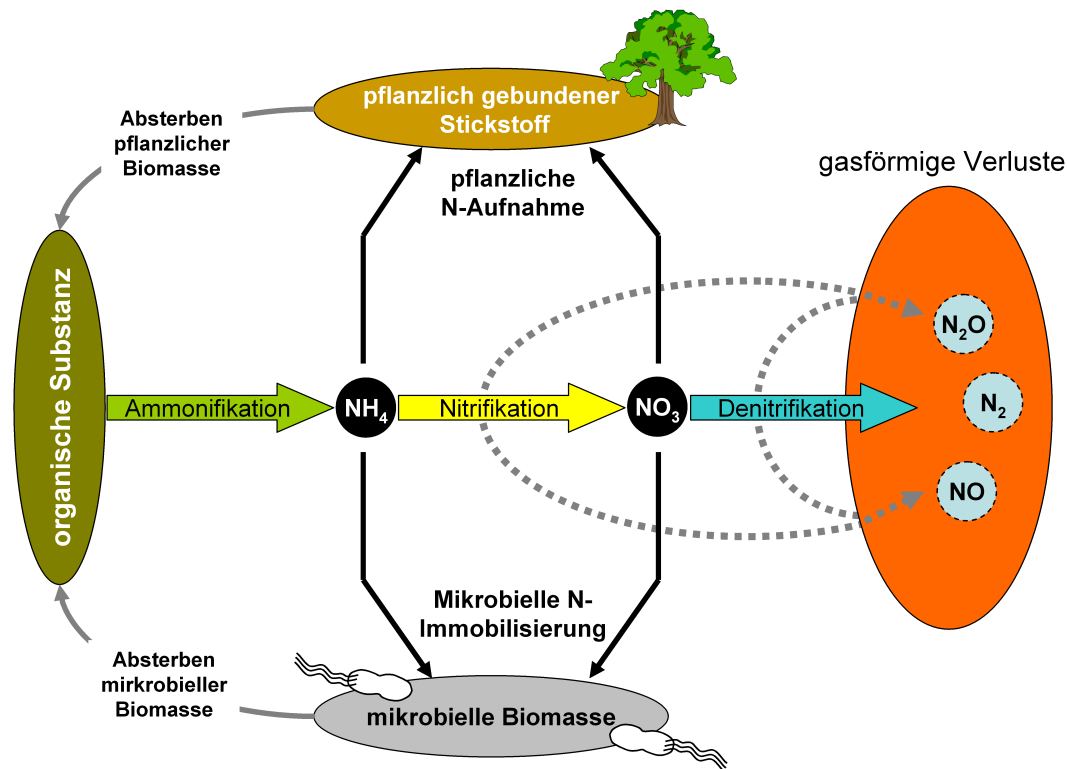 pflanzlich gebundener
Stickstoff
Absterben
pflanzlicher
Biomasse
pflanzliche
N-Aufnahme
gasförmige Verluste
organische Substanz
Ammonifikation
NH₄
Nitrifikation
NO₃
Denitrifikation
N₂O
N₂
NO
Mikrobielle N-
Immobilisierung
Absterben
mirkrobieller
Biomasse
mikrobielle Biomasse